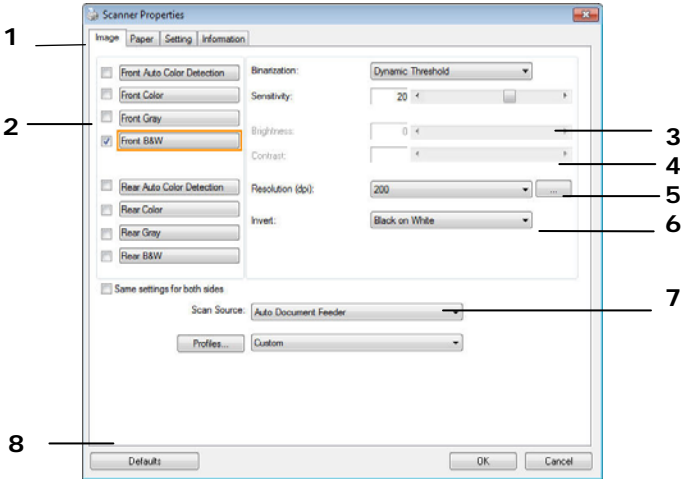 Scanner Properties
1
Image Paper Setting Information
Front Auto Color Detection
Binarization: Dynamic Threshold
Front Color
Sensitivity: 20
Front Gray
2
Brightness: 0
3
Front B&W
Contrast:
4
Rear Auto Color Detection
Resolution (dpi): 200 ...
5
Rear Color
Invert: Black on White
6
Rear Gray
Rear B&W
Same settings for both sides
7
Scan Source: Auto Document Feeder
Profiles... Custom
8
Defaults OK Cancel